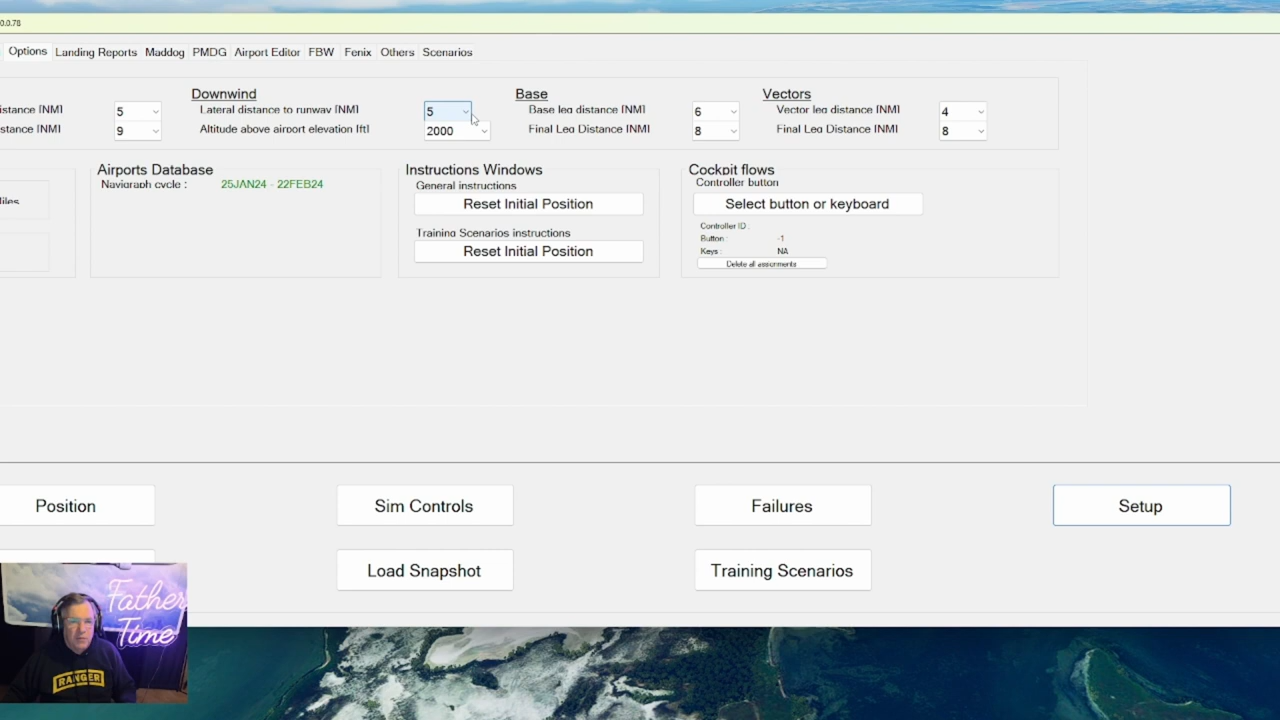 0.0.78
Options Landing Reports Maddog PMDG Airport Editor FBW Fenix Others Scenarios
Downwind Base Vectors
istance [NM] 5 Lateral distance to runway [NM] 5 Base leg distance [NM] 6 Vector leg distance [NM] 4
stance [NM] 9 Altitude above airport elevation [ft] 2000 Final Leg Distance [NM] 8 Final Leg Distance [NM] 8
Airports Database Instructions Windows Cockpit flows
Navigraph cycle : 25JAN24 - 22FEB24 General instructions Controller button
files Reset Initial Position Select button or keyboard
Controller ID :
Training Scenarios instructions Button : -1
Reset Initial Position Keys : NA
Delete all assignments
Position Sim Controls Failures Setup
Load Snapshot Training Scenarios
Father
Time
RANGER